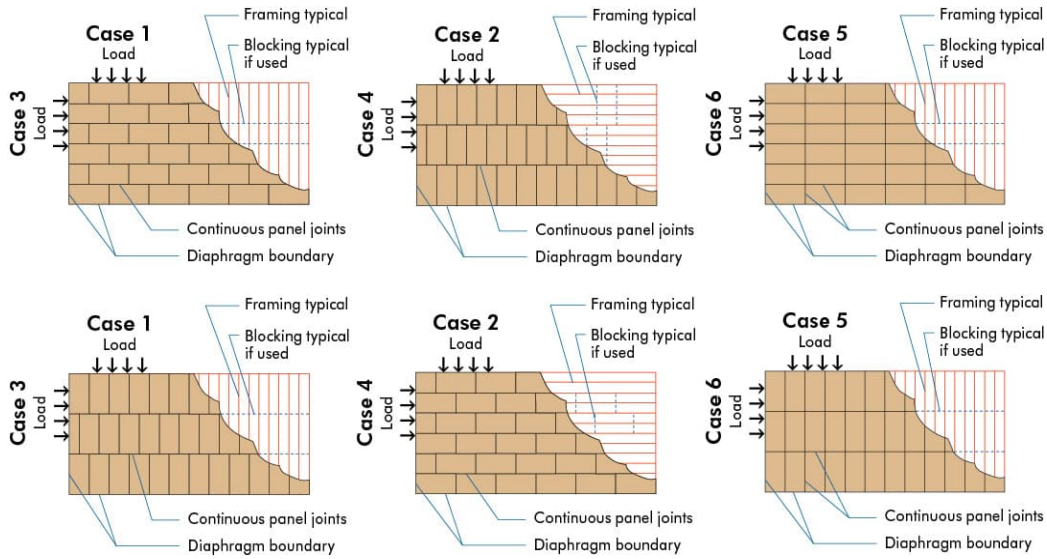 Framing typical
Case 1
Load
Blocking typical
if used
Case 3
Load
Continuous panel joints
Diaphragm boundary
Framing typical
Case 2
Load
Blocking typical
if used
Case 4
Load
Continuous panel joints
Diaphragm boundary
Framing typical
Case 5
Load
Blocking typical
if used
Case 6
Load
Continuous panel joints
Diaphragm boundary
Framing typical
Case 1
Load
Blocking typical
if used
Case 3
Load
Continuous panel joints
Diaphragm boundary
Framing typical
Case 2
Load
Blocking typical
if used
Case 4
Load
Continuous panel joints
Diaphragm boundary
Framing typical
Case 5
Load
Blocking typical
if used
Case 6
Load
Continuous panel joints
Diaphragm boundary